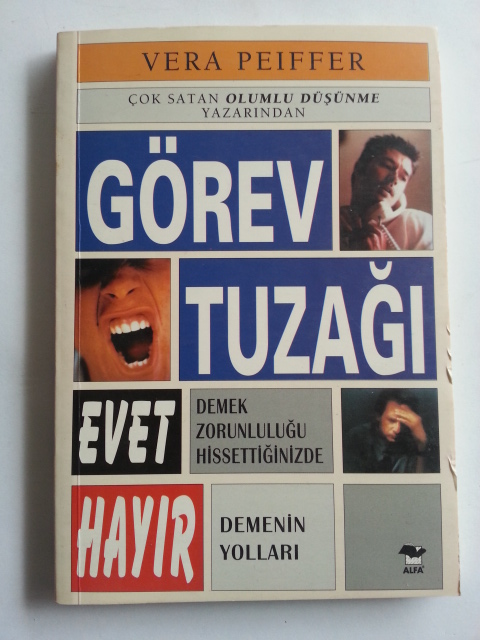 VERA PEIFFER
ÇOK SATAN OLUMLU DÜŞÜNME
YAZARINDAN
GÖREV
TUZAĞI
EVET
DEMEK
ZORUNLULUĞU
HİSSETTİĞİNİZDE
HAYIR
DEMENİN
YOLLARI
ALFA